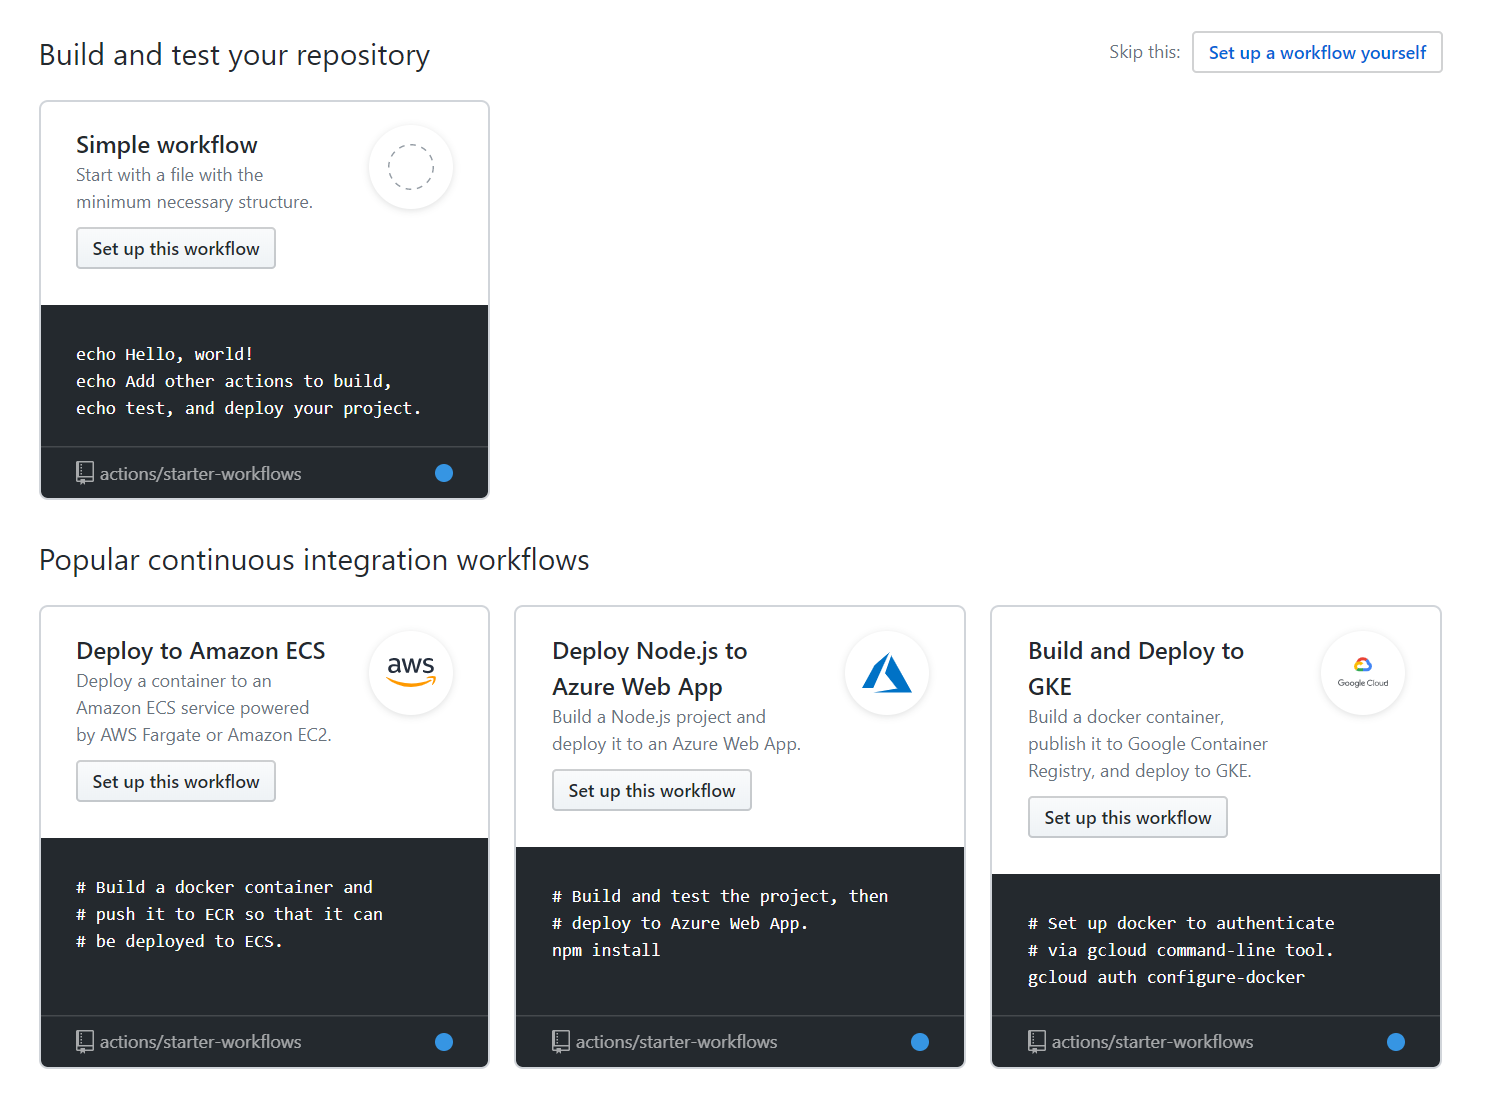 Build and test your repository
Skip this:
Set up a workflow yourself
Simple workflow
Start with a file with the
minimum necessary structure.
Set up this workflow
echo Hello, world!
echo Add other actions to build,
echo test, and deploy your project.
actions/starter-workflows
Popular continuous integration workflows
Deploy to Amazon ECS
Deploy a container to an
Amazon ECS service powered
by AWS Fargate or Amazon EC2.
aws
Set up this workflow
# Build a docker container and
# push it to ECR so that it can
# be deployed to ECS.
actions/starter-workflows
Deploy Node.js to
Azure Web App
Build a Node.js project and
deploy it to an Azure Web App.
Set up this workflow
# Build and test the project, then
# deploy to Azure Web App.
npm install
actions/starter-workflows
Build and Deploy to
GKE
Build a docker container,
publish it to Google Container
Registry, and deploy to GKE.
Google Cloud
Set up this workflow
# Set up docker to authenticate
# via gcloud command-line tool.
gcloud auth configure-docker
actions/starter-workflows